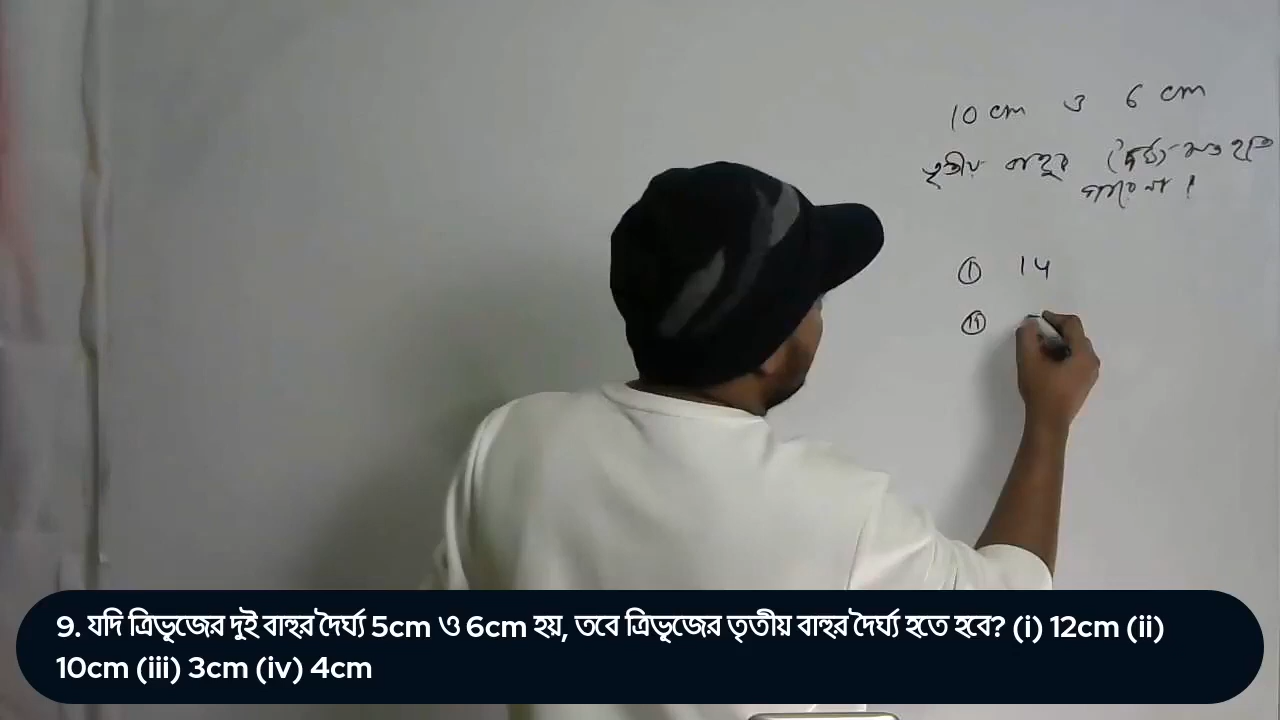 10 cm ও 6 cm
তৃতীয় বাহুর দৈর্ঘ্য কত হতে
পারে না।
(i) 14
(ii)
9. যদি ত্রিভূজের দুই বাহুর দৈর্ঘ্য 5cm ও 6cm হয়, তবে ত্রিভূজের তৃতীয় বাহুর দৈর্ঘ্য হতে হবে? (i) 12cm (ii)
10cm (iii) 3cm (iv) 4cm